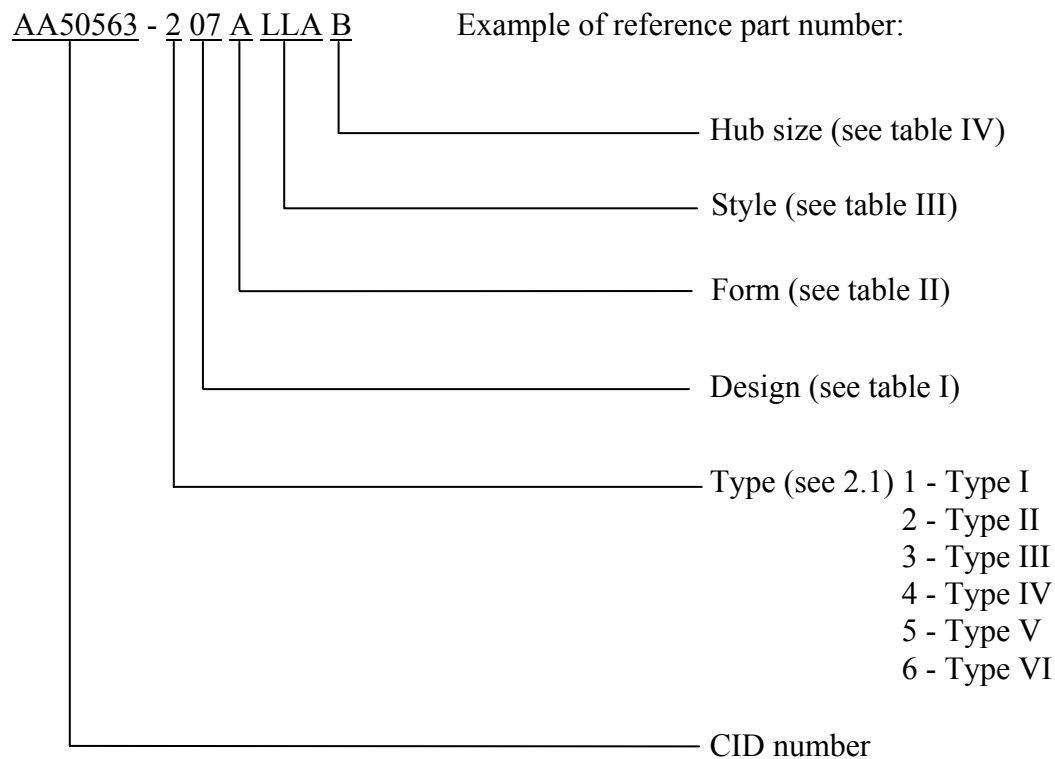 AA50563 - 2 07 A LLA B Example of reference part number:
Hub size (see table IV)
Style (see table III)
Form (see table II)
Design (see table I)
Type (see 2.1) 1 - Type I
2 - Type II
3 - Type III
4 - Type IV
5 - Type V
6 - Type VI
CID number